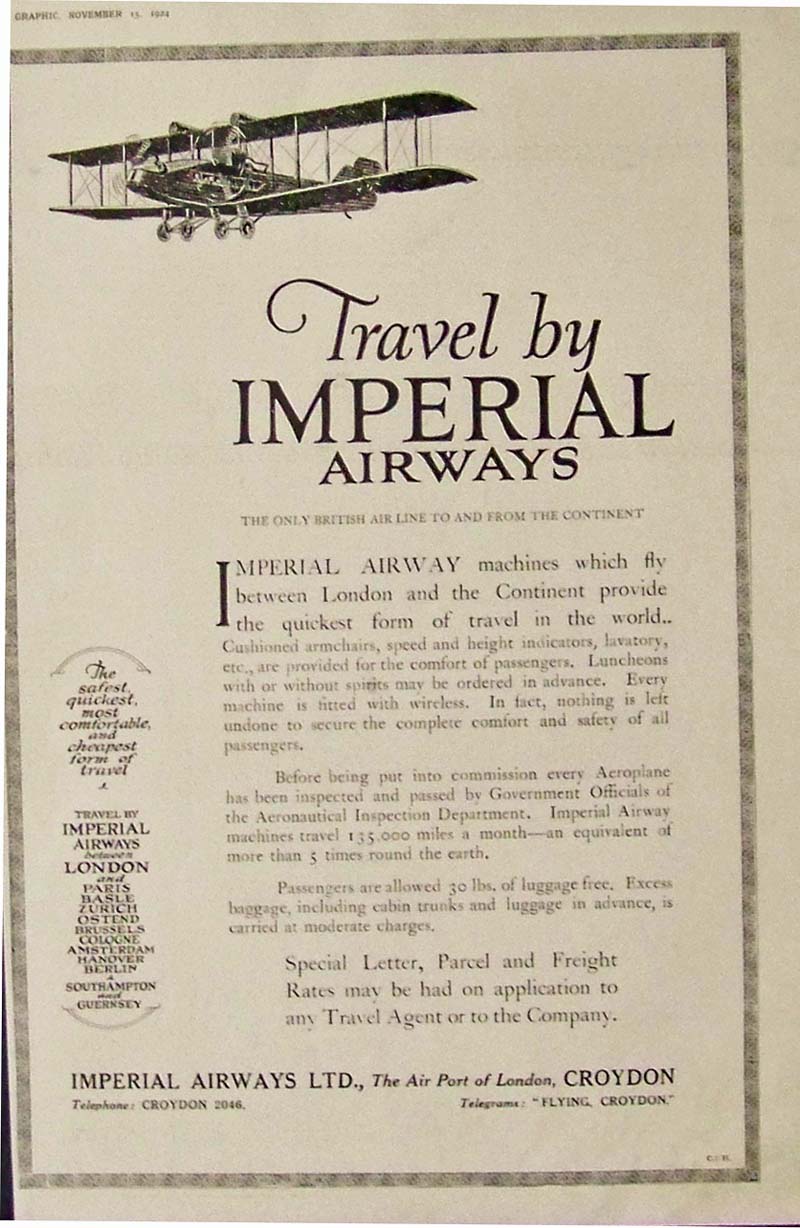 GRAPHIC, NOVEMBER 15, 1924
Travel by
IMPERIAL
AIRWAYS
THE ONLY BRITISH AIR LINE TO AND FROM THE CONTINENT
IMPERIAL AIRWAY machines which fly
between London and the Continent provide
the quickest form of travel in the world..
Cushioned armchairs, speed and height indicators, lavatory,
etc., are provided for the comfort of passengers. Luncheons
with or without spirits may be ordered in advance. Every
machine is fitted with wireless. In fact, nothing is left
undone to secure the complete comfort and safety of all
passengers.
Before being put into commission every Aeroplane
has been inspected and passed by Government Officials of
the Aeronautical Inspection Department. Imperial Airway
machines travel 135,000 miles a month—an equivalent of
more than 5 times round the earth.
Passengers are allowed 30 lbs. of luggage free. Excess
baggage, including cabin trunks and luggage in advance, is
carried at moderate charges.
Special Letter, Parcel and Freight
Rates may be had on application to
any Travel Agent or to the Company.
The
safest,
quickest,
most
comfortable,
and
cheapest
form of
travel
TRAVEL BY
IMPERIAL
AIRWAYS
between
LONDON
and
PARIS
BASLE
ZURICH
OSTEND
BRUSSELS
COLOGNE
AMSTERDAM
HANOVER
BERLIN
&
SOUTHAMPTON
and
GUERNSEY
IMPERIAL AIRWAYS LTD., The Air Port of London, CROYDON
Telephone: CROYDON 2046. Telegrams: "FLYING, CROYDON."